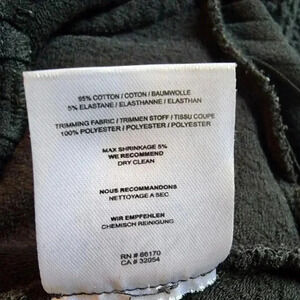 95% COTTON / COTON / BAUMWOLLE
5% ELASTANE / ELASTHANNE / ELASTHAN
TRIMMING FABRIC / TRIMMEN STOFF / TISSU COUPE
100% POLYESTER / POLYESTER / POLYESTER
MAX SHRINKAGE 5%
WE RECOMMEND
DRY CLEAN
NOUS RECOMMANDONS
NETTOYAGE A SEC
WIR EMPFEHLEN
CHEMISCH REINIGUNG
RN # 66170
CA # 32054